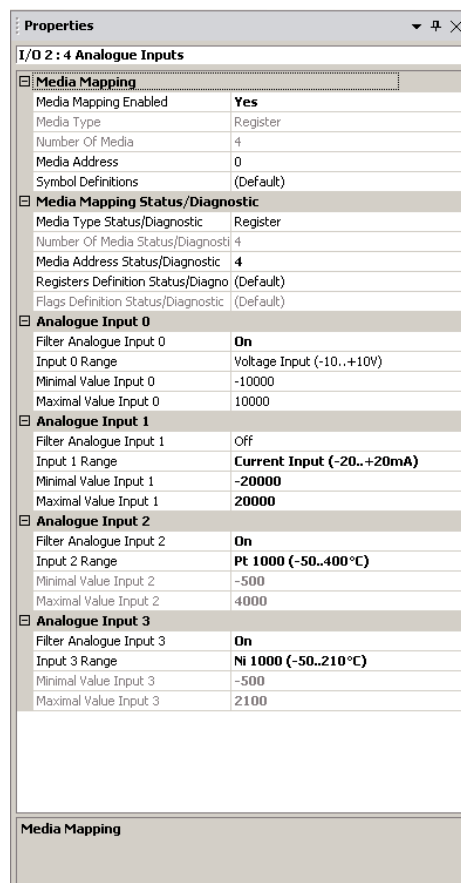 Properties
I/O 2 : 4 Analogue Inputs
Media Mapping
Media Mapping Enabled Yes
Media Type Register
Number Of Media 4
Media Address 0
Symbol Definitions (Default)
Media Mapping Status/Diagnostic
Media Type Status/Diagnostic Register
Number Of Media Status/Diagnosti 4
Media Address Status/Diagnostic 4
Registers Definition Status/Diagno (Default)
Flags Definition Status/Diagnostic (Default)
Analogue Input 0
Filter Analogue Input 0 On
Input 0 Range Voltage Input (-10..+10V)
Minimal Value Input 0 -10000
Maximal Value Input 0 10000
Analogue Input 1
Filter Analogue Input 1 Off
Input 1 Range Current Input (-20..+20mA)
Minimal Value Input 1 -20000
Maximal Value Input 1 20000
Analogue Input 2
Filter Analogue Input 2 On
Input 2 Range Pt 1000 (-50..400°C)
Minimal Value Input 2 -500
Maximal Value Input 2 4000
Analogue Input 3
Filter Analogue Input 3 On
Input 3 Range Ni 1000 (-50..210°C)
Minimal Value Input 3 -500
Maximal Value Input 3 2100
Media Mapping